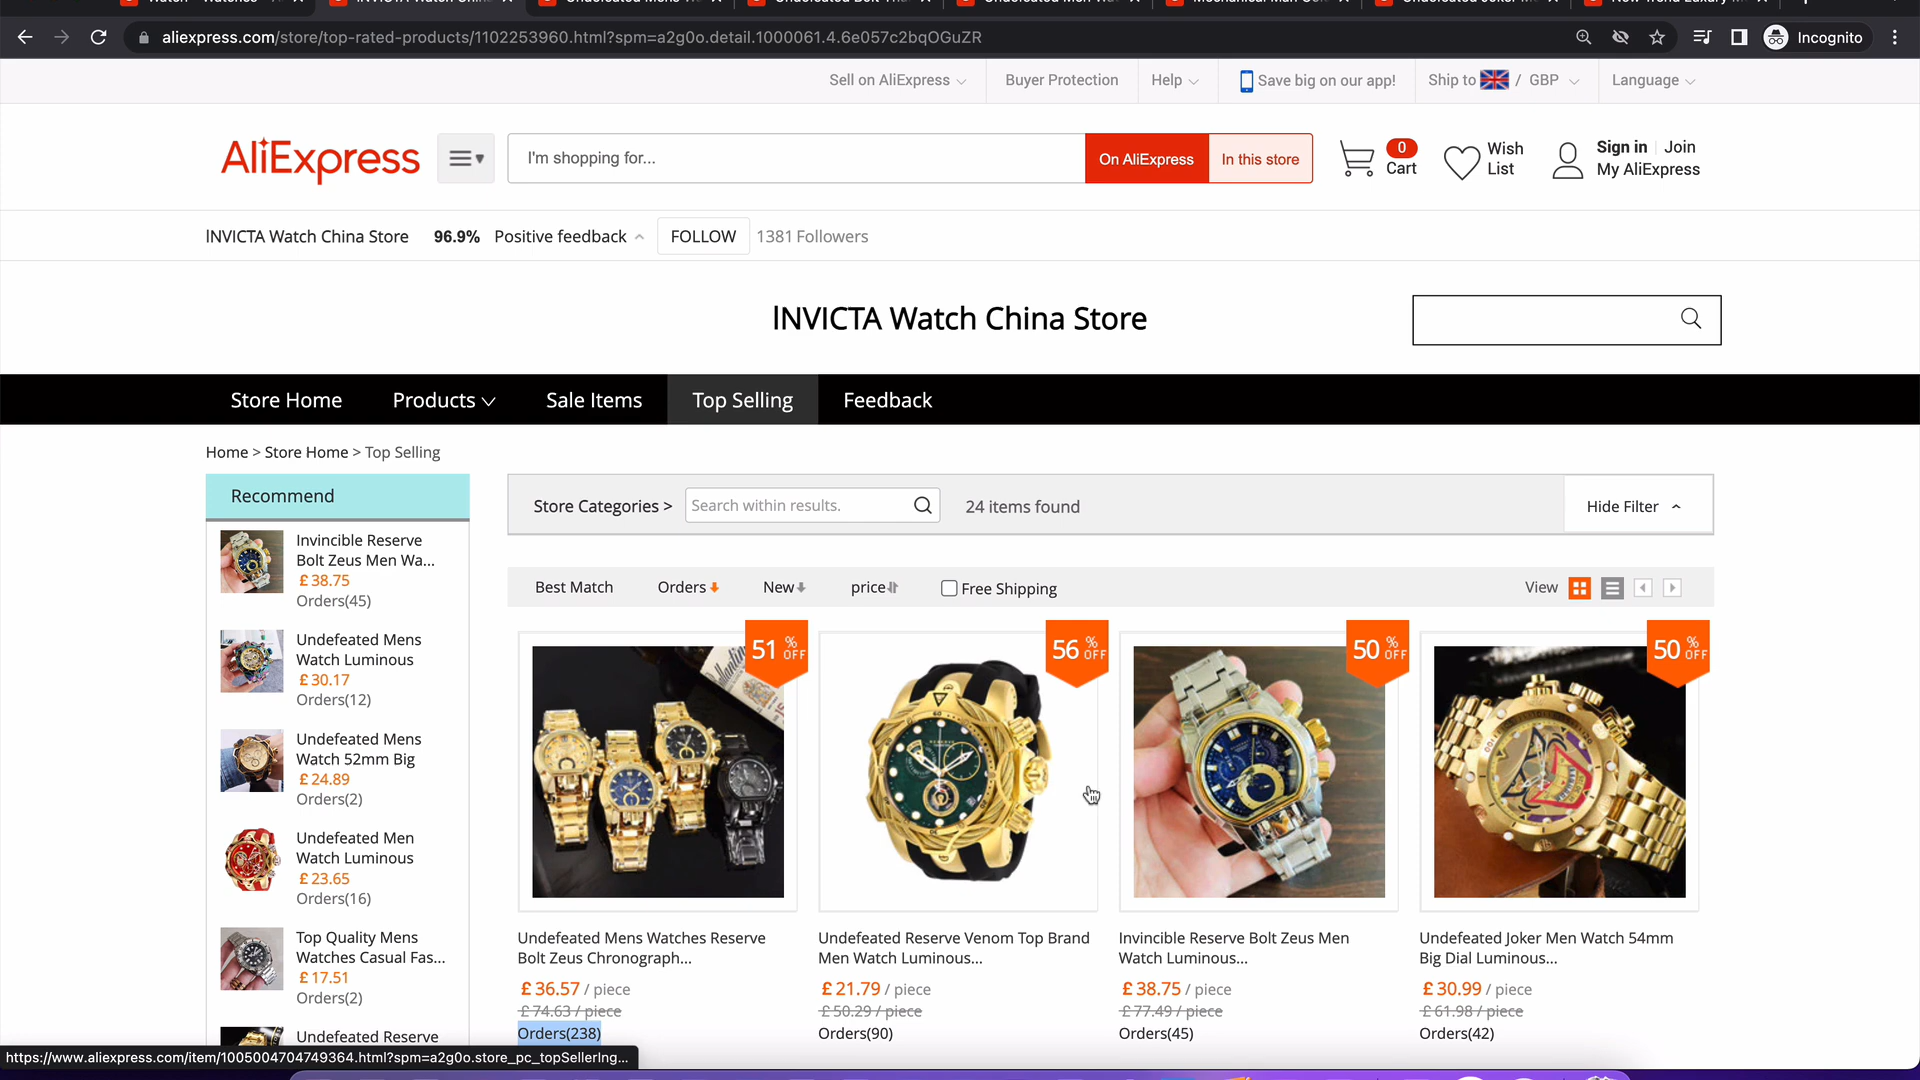 aliexpress.com/store/top-rated-products/1102253960.html?spm=a2g0o.detail.1000061.4.6e057c2bqOGuZR
Incognito
Sell on AliExpress
Buyer Protection
Help
Save big on our app!
Ship to / GBP
Language
AliExpress
I'm shopping for...
On AliExpress
In this store
0
Cart
Wish
List
Sign in Join
My AliExpress
lNVICTA Watch China Store
96.9% Positive feedback
FOLLOW
1381 Followers
lNVICTA Watch China Store
Store Home
Products
Sale Items
Top Selling
Feedback
Home > Store Home > Top Selling
Recommend
Invincible Reserve
Bolt Zeus Men Wa...
£38.75
Orders(45)
Undefeated Mens
Watch Luminous
£30.17
Orders(12)
Undefeated Mens
Watch 52mm Big
£24.89
Orders(2)
Undefeated Men
Watch Luminous
£23.65
Orders(16)
Top Quality Mens
Watches Casual Fas...
£17.51
Orders(2)
Undefeated Reserve
Store Categories >
Search within results.
24 items found
Hide Filter
Best Match
Orders
New
price
Free Shipping
View
51 % OFF
56 % OFF
50 % OFF
50 % OFF
Undefeated Mens Watches Reserve
Bolt Zeus Chronograph...
£36.57 / piece
£74.63 / piece
Orders(238)
Undefeated Reserve Venom Top Brand
Men Watch Luminous...
£21.79 / piece
£50.29 / piece
Orders(90)
Invincible Reserve Bolt Zeus Men
Watch Luminous...
£38.75 / piece
£77.49 / piece
Orders(45)
Undefeated Joker Men Watch 54mm
Big Dial Luminous...
£30.99 / piece
£61.98 / piece
Orders(42)
https://www.aliexpress.com/item/1005004704749364.html?spm=a2g0o.store_pc_topSellerIng...